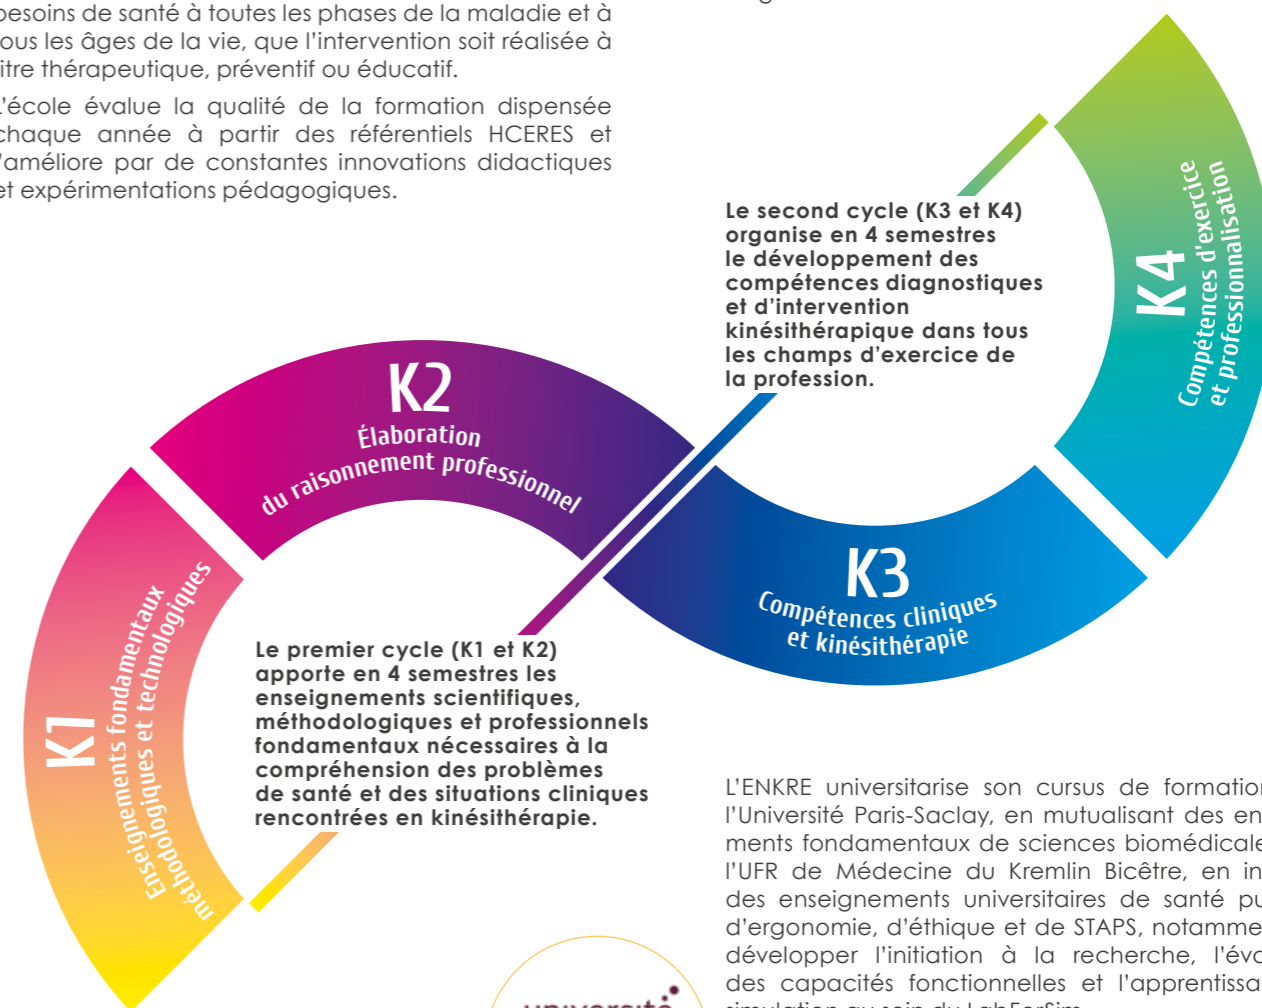 besoins de santé à toutes les phases de la maladie et à
tous les âges de la vie, que l'intervention soit réalisée à
titre thérapeutique, préventif ou éducatif.
L'école évalue la qualité de la formation dispensée
chaque année à partir des référentiels HCERES et
l'améliore par de constantes innovations didactiques
et expérimentations pédagogiques.
Le second cycle (K3 et K4)
organise en 4 semestres
le développement des
compétences diagnostiques
et d'intervention
kinésithérapique dans tous
les champs d'exercice de
la profession.
K4
Compétences d'exercice
et professionnalisation
K2
Élaboration
du raisonnement professionnel
K3
Compétences cliniques
et kinésithérapie
K1
Enseignements fondamentaux
méthodologiques et technologiques
Le premier cycle (K1 et K2)
apporte en 4 semestres les
enseignements scientifiques,
méthodologiques et professionnels
fondamentaux nécessaires à la
compréhension des problèmes
de santé et des situations cliniques
rencontrées en kinésithérapie.
L'ENKRE universitarise son cursus de formation
l'Université Paris-Saclay, en mutualisant des en
ments fondamentaux de sciences biomédicale
l'UFR de Médecine du Kremlin Bicêtre, en in
des enseignements universitaires de santé pu
d'ergonomie, d'éthique et de STAPS, notamme
développer l'initiation à la recherche, l'éva
des capacités fonctionnelles et l'apprentissa
simulation au sein du LabForSim
université